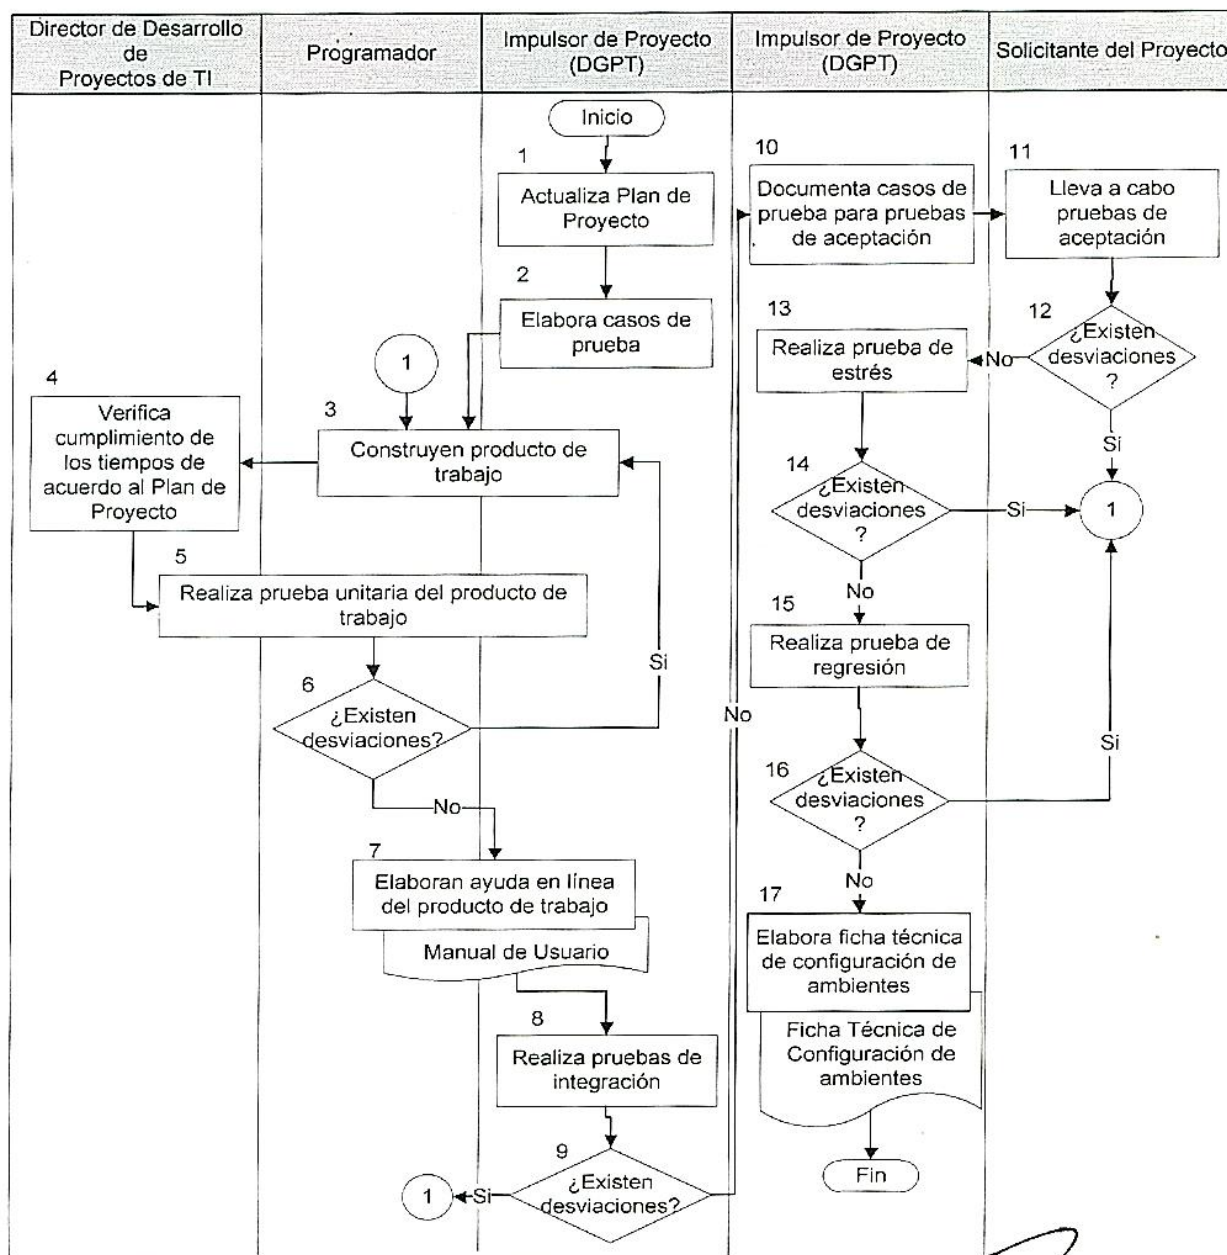 Director de Desarrollo
de
Proyectos de TI
Programador
Impulsor de Proyecto
(DGPT)
Impulsor de Proyecto
(DGPT)
Solicitante del Proyecto
Inicio
1
Actualiza Plan de
Proyecto
2
Elabora casos de
prueba
1
3
Construyen producto de
trabajo
4
Verifica
cumplimiento de
los tiempos de
acuerdo al Plan de
Proyecto
5
Realiza prueba unitaria del producto de
trabajo
6
¿Existen
desviaciones?
Si
No
7
Elaboran ayuda en línea
del producto de trabajo
Manual de Usuario
8
Realiza pruebas de
integración
9
¿Existen
desviaciones?
Si
1
No
10
Documenta casos de
prueba para pruebas
de aceptación
11
Lleva a cabo
pruebas de
aceptación
12
¿Existen
desviaciones
?
No
Si
1
13
Realiza prueba de
estrés
14
¿Existen
desviaciones
?
Si
No
15
Realiza prueba de
regresión
16
¿Existen
desviaciones
?
Si
No
17
Elabora ficha técnica
de configuración de
ambientes
Ficha Técnica de
Configuración de
ambientes
Fin